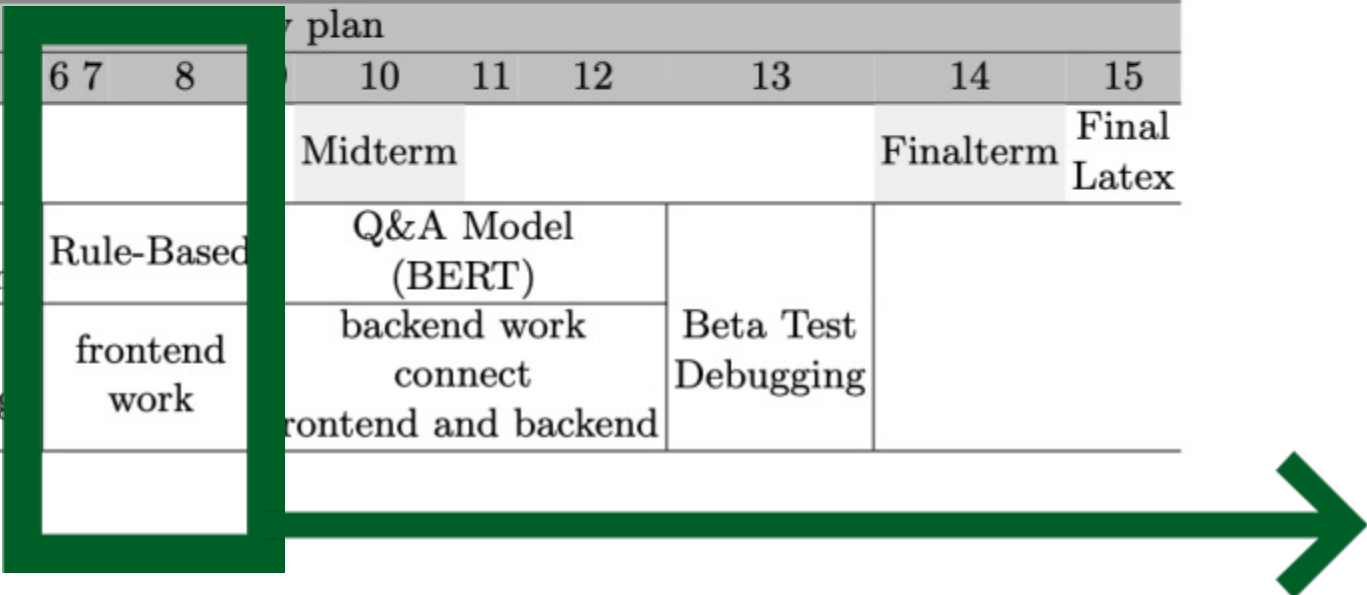 plan
6 7 8 10 11 12 13 14 15
Midterm Finalterm Final
Latex
Rule-Based Q&A Model
(BERT)
frontend
work
backend work
connect
rontend and backend
Beta Test
Debugging